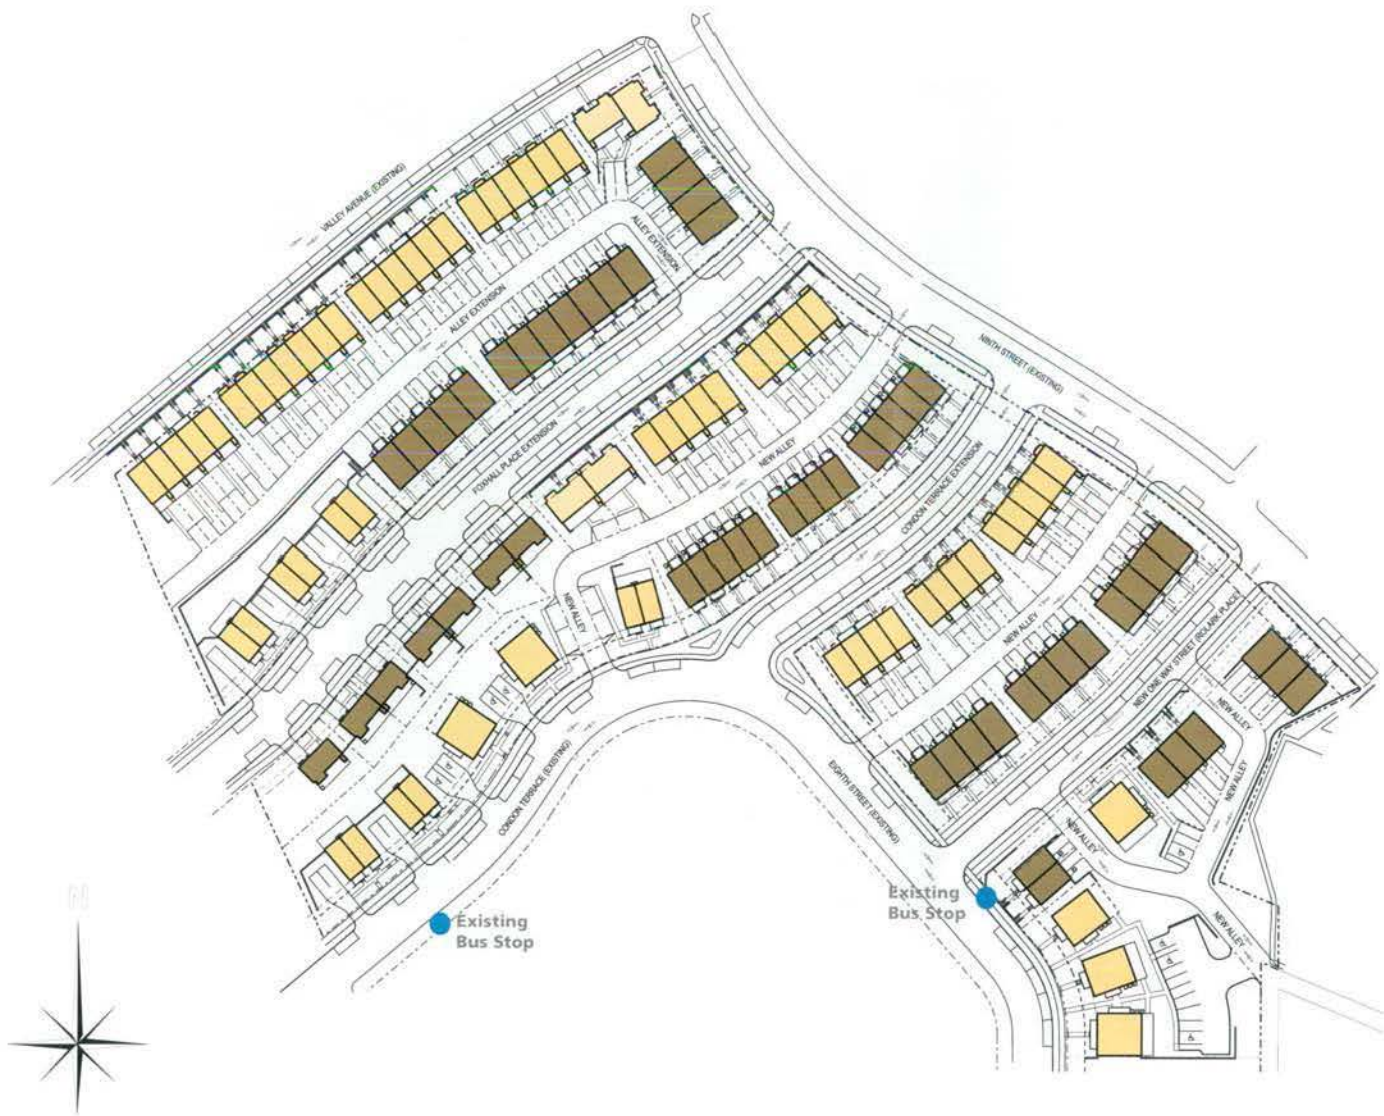 N
VALLEY AVENUE (EXISTING)
ALLEY EXTENSION
ALLEY EXTENSION
FOXHALL PLACE EXTENSION
NINTH STREET (EXISTING)
NEW ALLEY
CONDON TERRACE EXTENSION
NEW ALLEY
NEW ALLEY
NEW ONE WAY STREET (ROLARK PLACE)
NEW ALLEY
NEW ALLEY
CONDON TERRACE (EXISTING)
EIGHTH STREET (EXISTING)
NEW ALLEY
NEW ALLEY
Existing
Bus Stop
Existing
Bus Stop